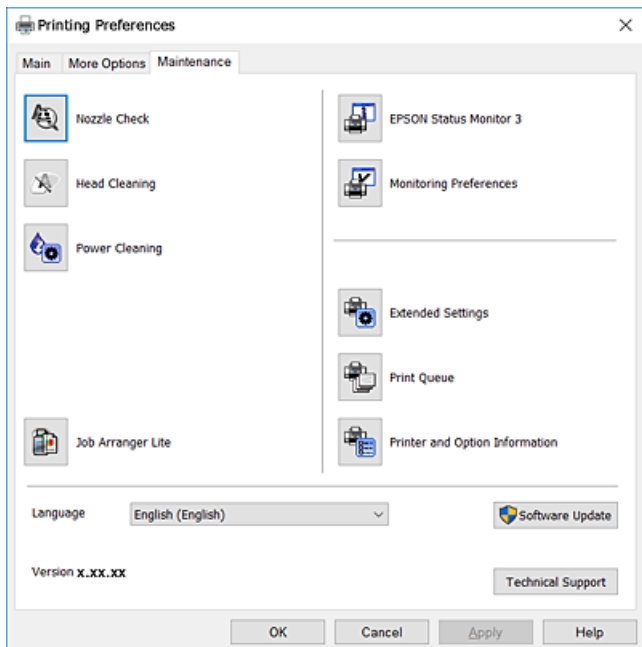 Printing Preferences
Main More Options Maintenance
Nozzle Check
Head Cleaning
Power Cleaning
Job Arranger Lite
EPSON Status Monitor 3
Monitoring Preferences
Extended Settings
Print Queue
Printer and Option Information
Language English (English)
Software Update
Version x.xx.xx
Technical Support
OK Cancel Apply Help